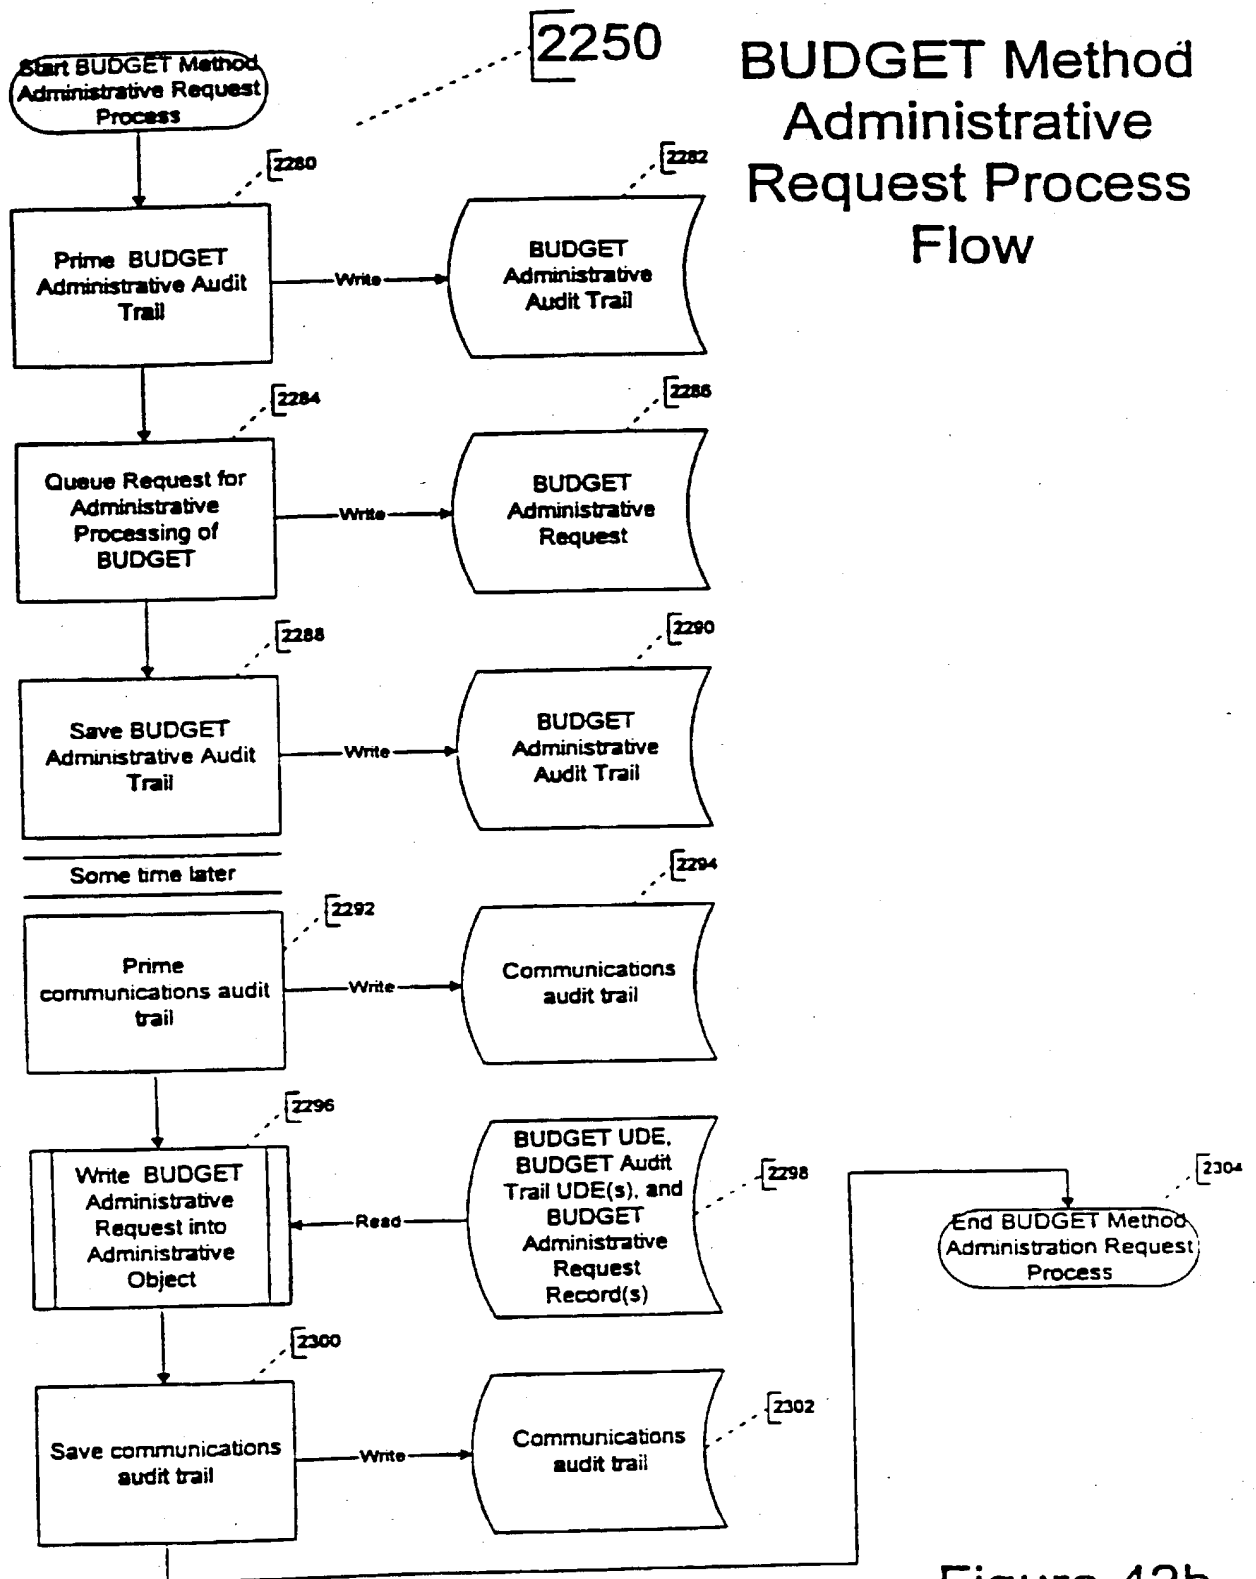 2250
BUDGET Method
Administrative
Request Process
Flow
Start BUDGET Method
Administrative Request
Process
2280
Prime BUDGET
Administrative Audit
Trail
Write
2282
BUDGET
Administrative
Audit Trail
2284
Queue Request for
Administrative
Processing of
BUDGET
Write
2286
BUDGET
Administrative
Request
2288
Save BUDGET
Administrative Audit
Trail
Write
2290
BUDGET
Administrative
Audit Trail
Some time later
2292
Prime
communications audit
trail
Write
2294
Communications
audit trail
2296
Write BUDGET
Administrative
Request into
Administrative
Object
Read
BUDGET UDE,
BUDGET Audit
Trail UDE(s), and
BUDGET
Administrative
Request
Record(s)
2298
2300
Save communications
audit trail
Write
2302
Communications
audit trail
2304
End BUDGET Method
Administration Request
Process
Figure 42b